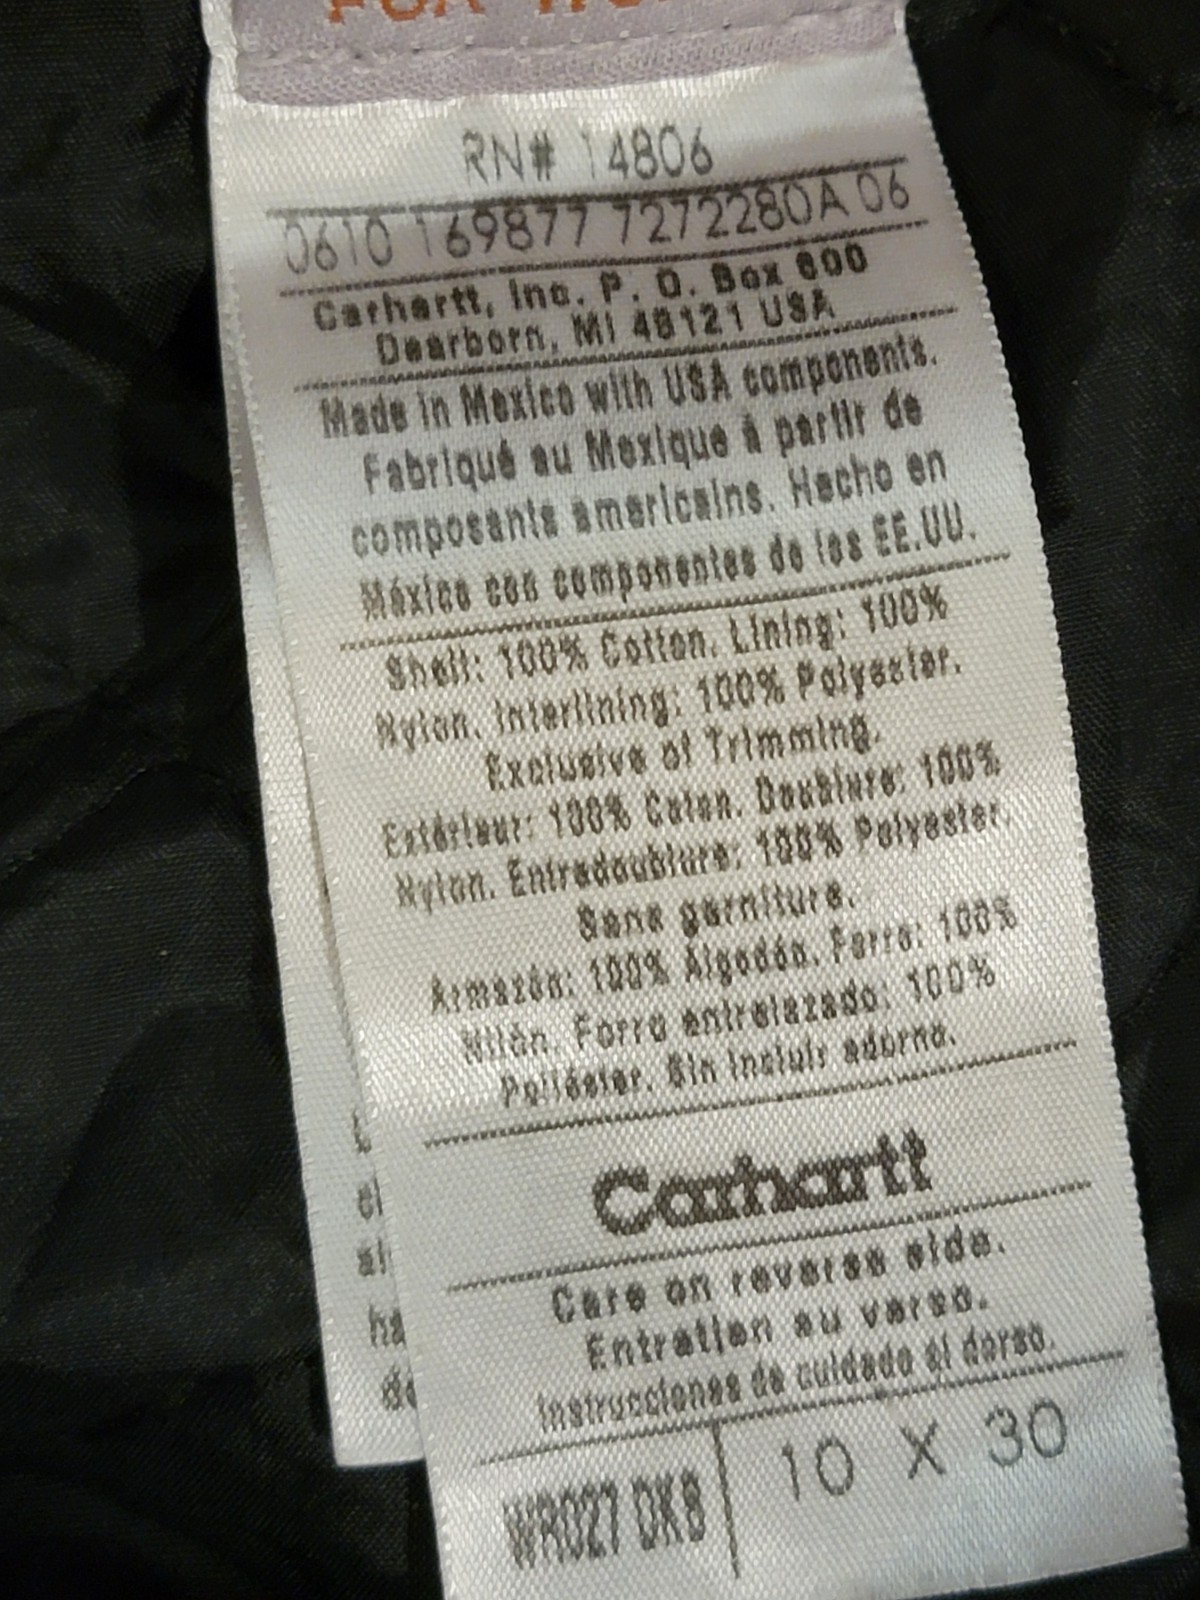 FOR
RN# 14806
0610 169877 7272280A 06
Carhartt, Inc. P. O. Box 600
Dearborn, MI 48121 USA
Made in Mexico with USA components.
Fabriqué au Mexique à partir de
composants americains. Hecho en
México con componentes de los EE.UU.
Shell: 100% Cotton. Lining: 100%
Nylon. Interlining: 100% Polyester.
Exclusive of Trimming.
Extérieur: 100% Coton. Doublure: 100%
Nylon. Entredoublure: 100% Polyester.
Sans garniture.
Armazón: 100% Algodón. Forro: 100%
Nilón. Forro entrelazado: 100%
Poliéster. Sin incluir adorno.
Carhartt
Care on reverse side.
Entretien au verso.
Instrucciones de cuidado al dorso.
WR027 DKB 10 X 30